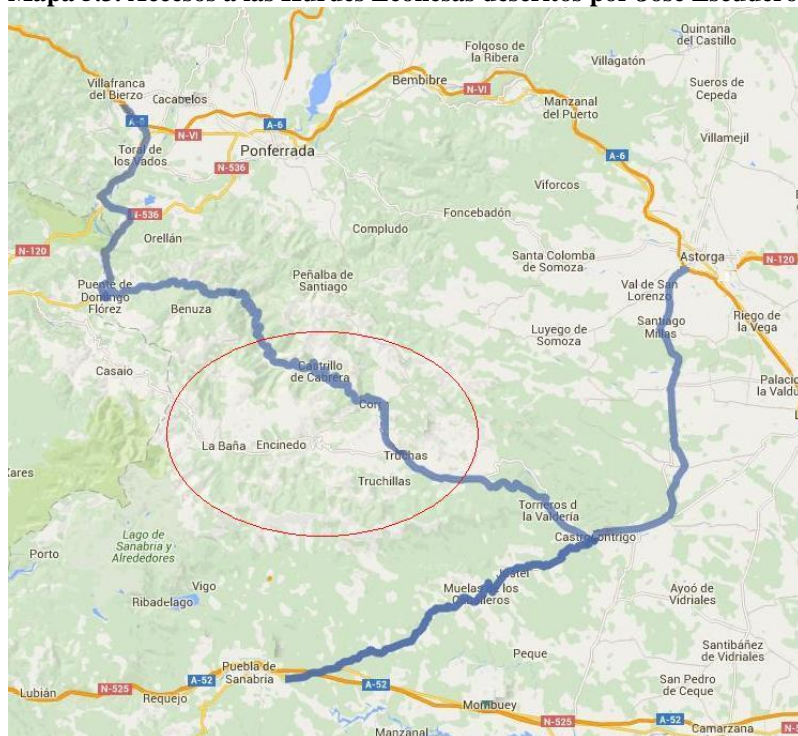 Mapa 5.3. Accesos a las Hurdes Leonesas descritos por José Escudero
Quintana
del Castillo
Folgoso de
la Ribera
Villagatón
Bembibre
Villafranca
del Bierzo
Cacabelos
Sueros de
Cepeda
N-VI
Manzanal
del Puerto
A-6
N-VI
A-6
Villamejil
Toral de
los Vados
Ponferrada
N-536
A-6
Viforcos
N-536
Foncebadón
Orellán
Compludo
N-120
Santa Colomba
de Somoza
Astorga
N-120
Peñalba de
Santiago
Puente de
Domingo
Flórez
Benuza
Val de San
Lorenzo
Riego de
la Vega
Luyego de
Somoza
Santiago
Millas
Casaio
Castrillo
de Cabrera
Palacio
la Valdu
La Baña
Encinedo
Truchas
Truchillas
Torneros d
la Valdería
Lago de
Sanabria y
Alrededores
Porto
Vigo
Ribadelago
Muelas de los
Ayoó de
Vidriales
Santibáñez
de Vidriales
Peque
Puebla de
Sanabria
San Pedro
de Ceque
Lubián
N-525
A-52
Requejo
A-52
Mombuey
N-525
A-52
Camarzana
Manzanal